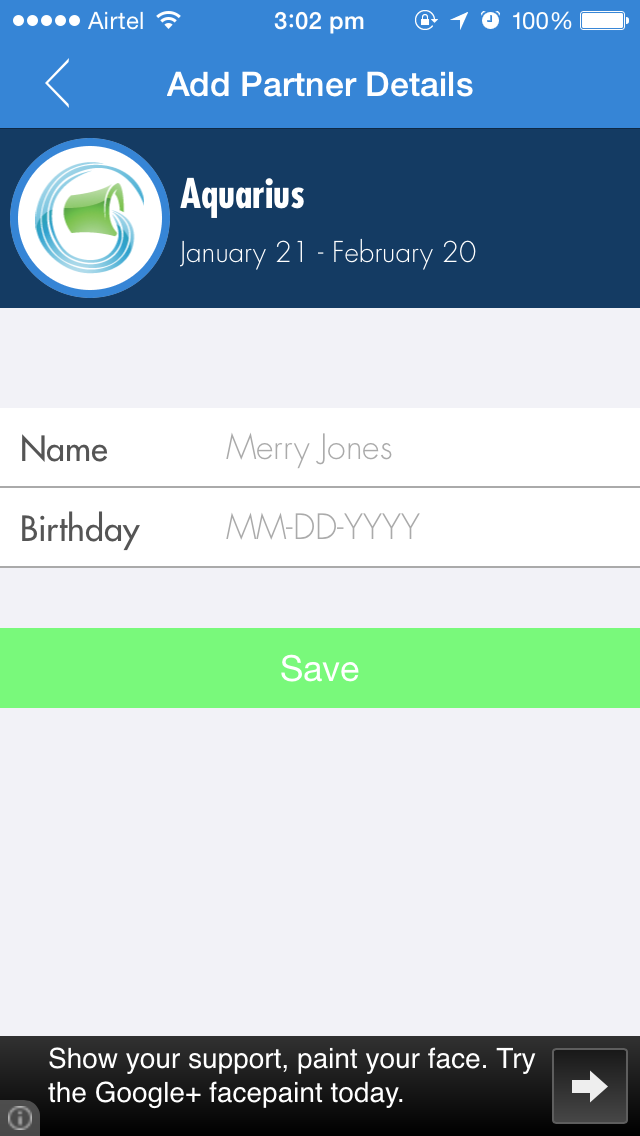 Airtel 3:02 pm 100%
Add Partner Details
Aquarius
January 21 - February 20
Name Merry Jones
Birthday MM-DD-YYYY
Save
Show your support, paint your face. Try
the Google+ facepaint today.